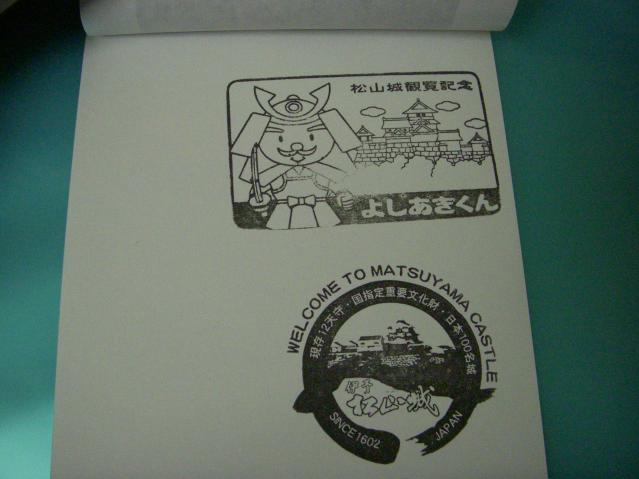 松山城観覧記念
よしあきくん
WELCOME TO MATSUYAMA CASTLE
現存12天守・国指定重要文化財・日本100名城
伊予
松山城
SINCE 1602
JAPAN